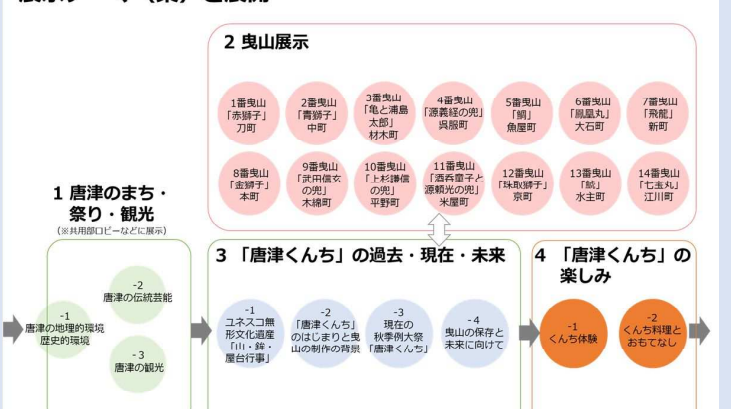 2 曳山展示
1番曳山
「赤獅子」
刀町
2番曳山
「青獅子」
中町
3番曳山
「亀と浦島
太郎」
材木町
4番曳山
「源義経の兜」
呉服町
5番曳山
「鯛」
魚屋町
6番曳山
「鳳凰丸」
大石町
7番曳山
「飛龍」
新町
8番曳山
「金獅子」
本町
9番曳山
「武田信玄
の兜」
木綿町
10番曳山
「上杉謙信
の兜」
平野町
11番曳山
「酒呑童子と
源頼光の兜」
米屋町
12番曳山
「珠取獅子」
京町
13番曳山
「鯱」
水主町
14番曳山
「七宝丸」
江川町
1 唐津のまち・
祭り・観光
(※共用部ロビーなどに展示)
-1
唐津の地理的環境
歴史的環境
-2
唐津の伝統芸能
-3
唐津の観光
3 「唐津くんち」の過去・現在・未来
-1
ユネスコ無
形文化遺産
「山・鉾・
屋台行事」
-2
「唐津くんち」
のはじまりと曳
山の制作の背景
-3
現在の
秋季例大祭
「唐津くんち」
-4
曳山の保存と
未来に向けて
4 「唐津くんち」の
楽しみ
-1
くんち体験
-2
くんち料理と
おもてなし